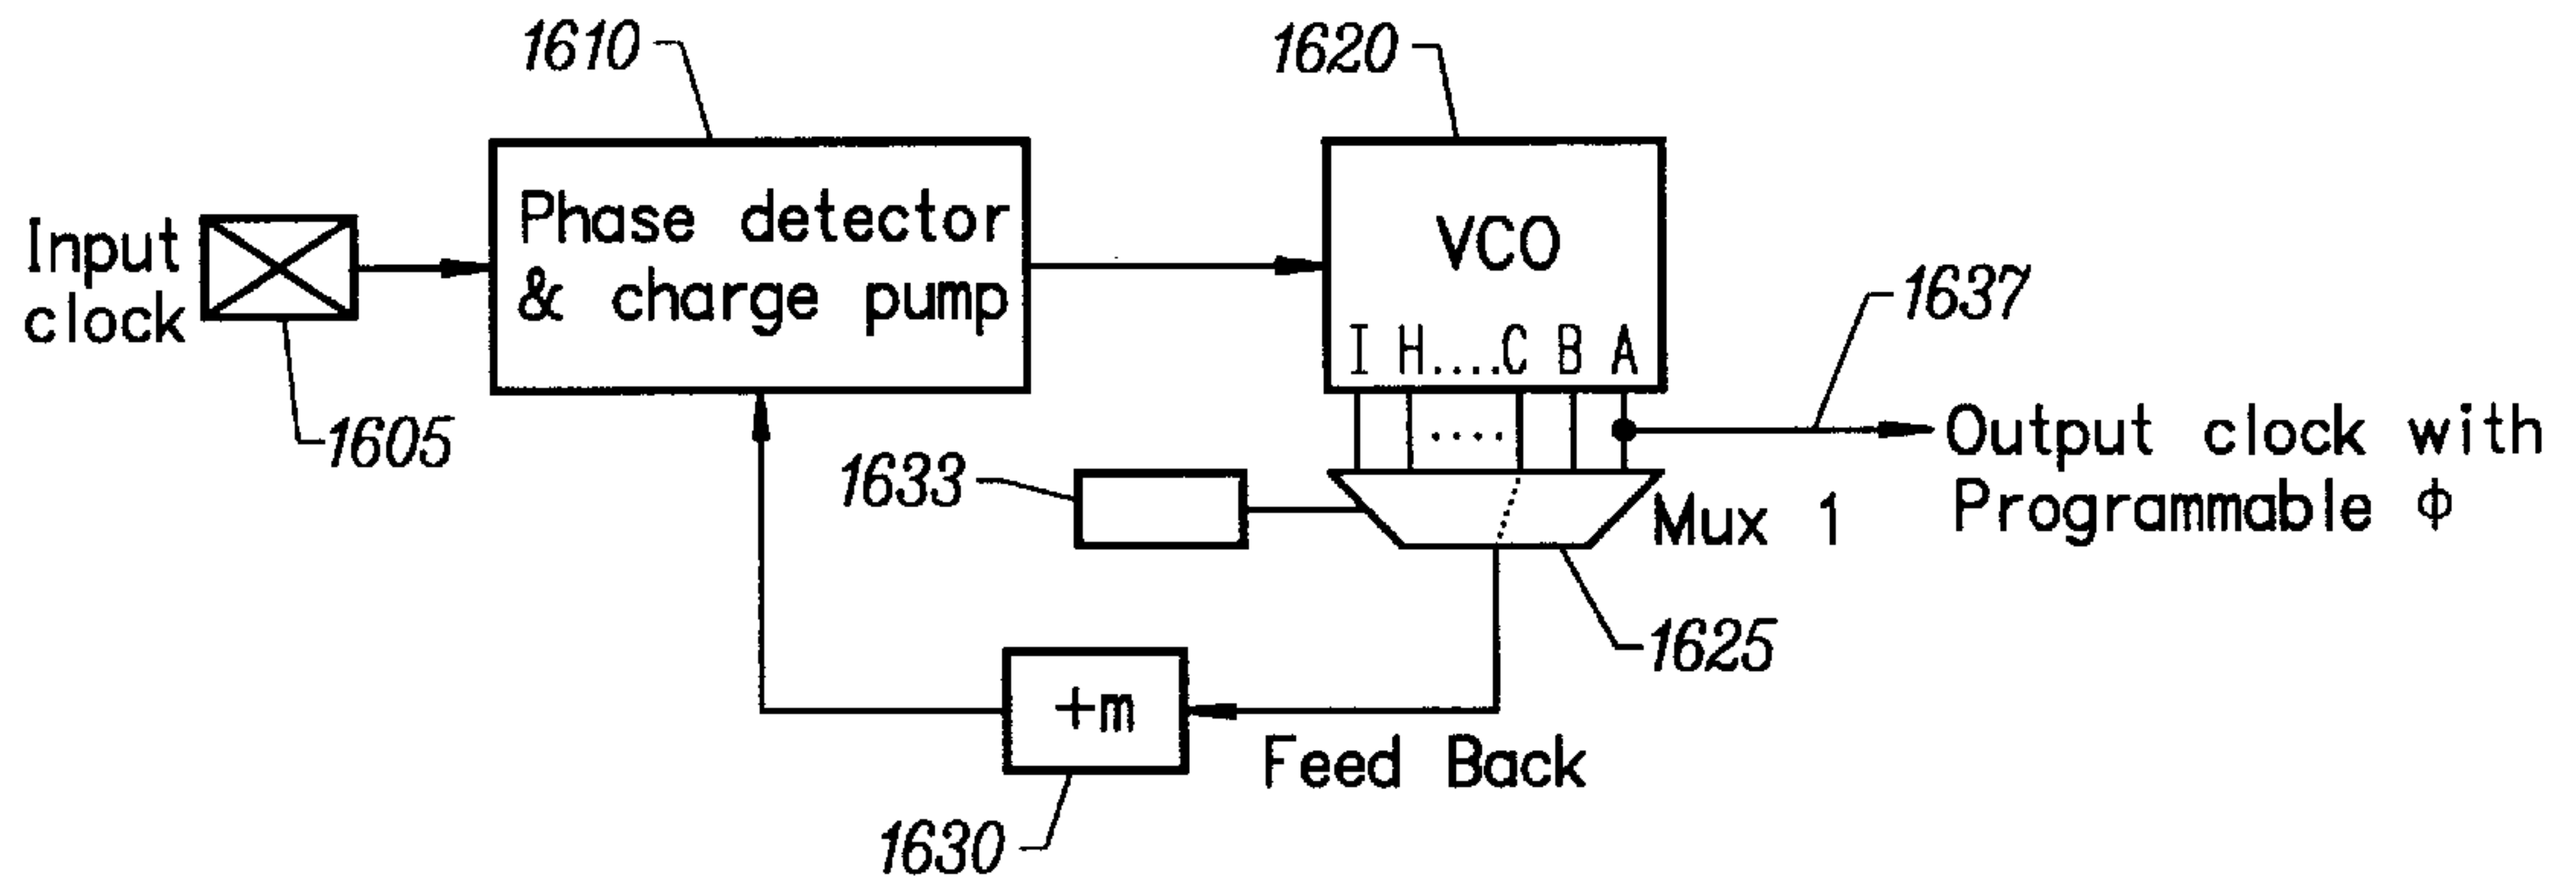 1610
1620
Input
clock
1605
Phase detector
& charge pump
VCO
I H....C B A
1637
....
Output clock with
Programmable ϕ
1633
Mux 1
1625
+m
Feed Back
1630